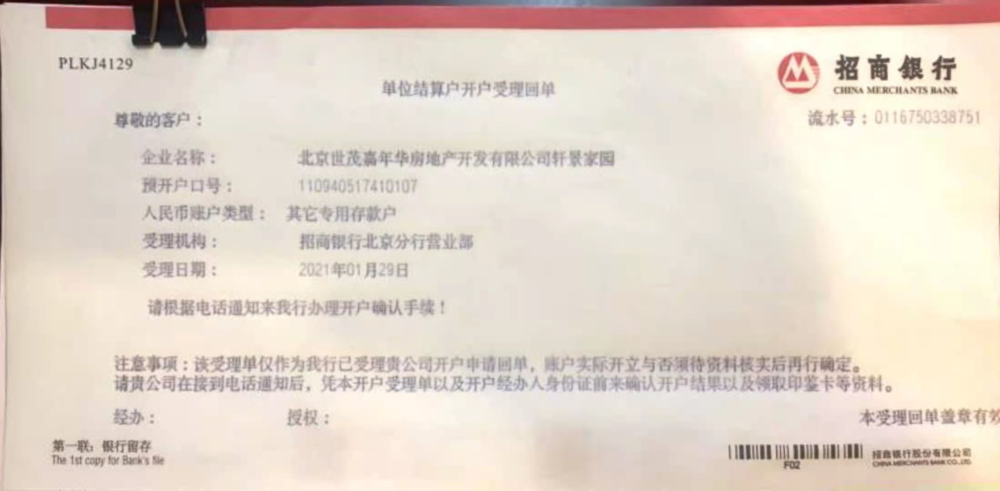 PLKJ4129
招商银行
CHINA MERCHANTS BANK
单位结算户开户受理回单
流水号：0116750338751
尊敬的客户：
企业名称： 北京世茂嘉年华房地产开发有限公司轩景家园
预开户口号： 110940517410107
人民币账户类型： 其它专用存款户
受理机构： 招商银行北京分行营业部
受理日期： 2021年01月29日
请根据电话通知来我行办理开户确认手续！
注意事项：该受理单仅作为我行已受理贵公司开户申请回单，账户实际开立与否须待资料核实后再行确定。
请贵公司在接到电话通知后，凭本开户受理单以及开户经办人身份证前来确认开户结果以及领取印鉴卡等资料。
经办： 授权： 本受理回单盖章有效
第一联：银行留存
The 1st copy for Bank's file
F02
招商银行股份有限公司
CHINA MERCHANTS BANK CO.,LTD.